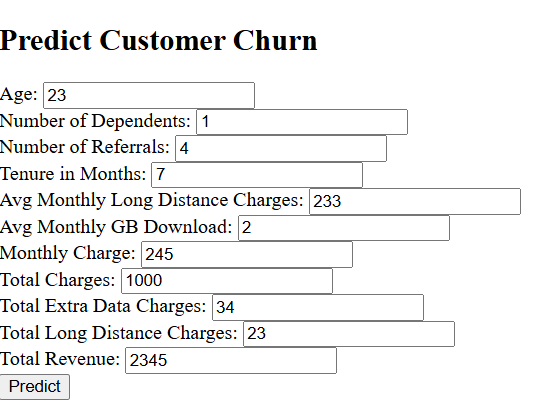 Predict Customer Churn
Age: 23
Number of Dependents: 1
Number of Referrals: 4
Tenure in Months: 7
Avg Monthly Long Distance Charges: 233
Avg Monthly GB Download: 2
Monthly Charge: 245
Total Charges: 1000
Total Extra Data Charges: 34
Total Long Distance Charges: 23
Total Revenue: 2345
Predict